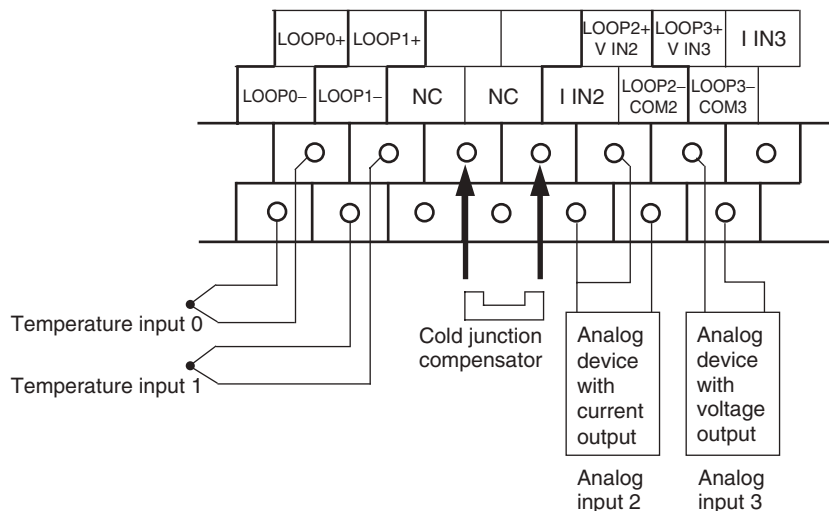 LOOP0+
LOOP1+
LOOP2+
V IN2
LOOP3+
V IN3
I IN3
LOOP0–
LOOP1–
NC
NC
I IN2
LOOP2–
COM2
LOOP3–
COM3
Temperature input 0
Temperature input 1
Cold junction
compensator
Analog
device
with
current
output
Analog
device
with
voltage
output
Analog
input 2
Analog
input 3